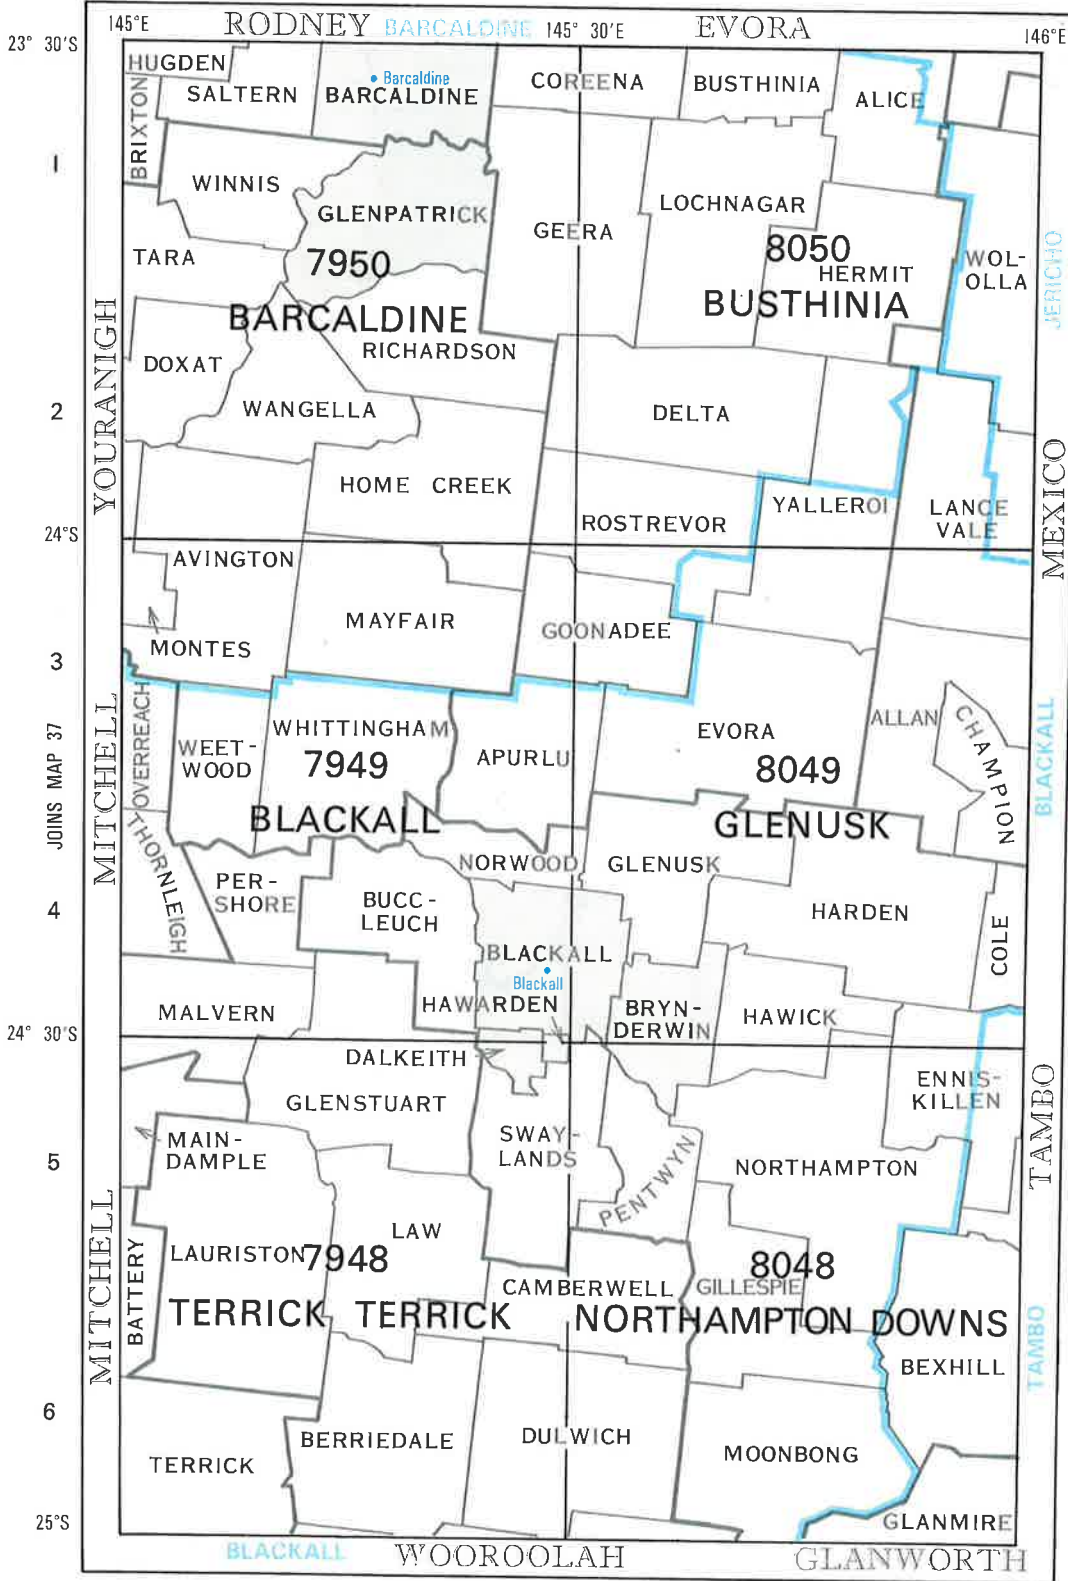 145°E
RODNEY
BARCALDINE
145° 30'E
EVORA
146°E
23° 30'S
HUGDEN
SALTERN
Barcaldine
BARCALDINE
COREENA
BUSTHINIA
ALICE
BRIXTON
1
WINNIS
GLENPATRICK
GEERA
LOCHNAGAR
TARA
7950
8050
HERMIT
WOL-
OLLA
JERICHO
BARCALDINE
BUSTHINIA
YOURANIGH
DOXAT
RICHARDSON
2
WANGELLA
DELTA
MEXICO
HOME CREEK
ROSTREVOR
YALLEROI
LANCE
VALE
24°S
AVINGTON
MAYFAIR
GOONADEE
MONTES
3
OVERREACH
WEET-
WOOD
WHITTINGHAM
7949
APURLU
EVORA
8049
ALLAN
CHAMPION
BLACKALL
JOINS MAP 37
MITCHELL
BLACKALL
GLENUSK
THORNLEIGH
NORWOOD
GLENUSK
PER-
SHORE
BUCC-
LEUCH
4
HARDEN
COLE
BLACKALL
Blackall
MALVERN
HAWARDEN
BRYN-
DERWIN
HAWICK
24° 30'S
DALKEITH
ENNIS-
KILLEN
GLENSTUART
TAMBO
MAIN-
DAMPLE
SWAY-
LANDS
5
PENTWYN
NORTHAMPTON
LAW
LAURISTON
7948
8048
MITCHELL
BATTERY
CAMBERWELL
GILLESPIE
TERRICK TERRICK
NORTHAMPTON DOWNS
TAMBO
BEXHILL
6
TERRICK
BERRIEDALE
DULWICH
MOONBONG
25°S
GLANMIRE
BLACKALL
WOOROOLAH
GLANWORTH